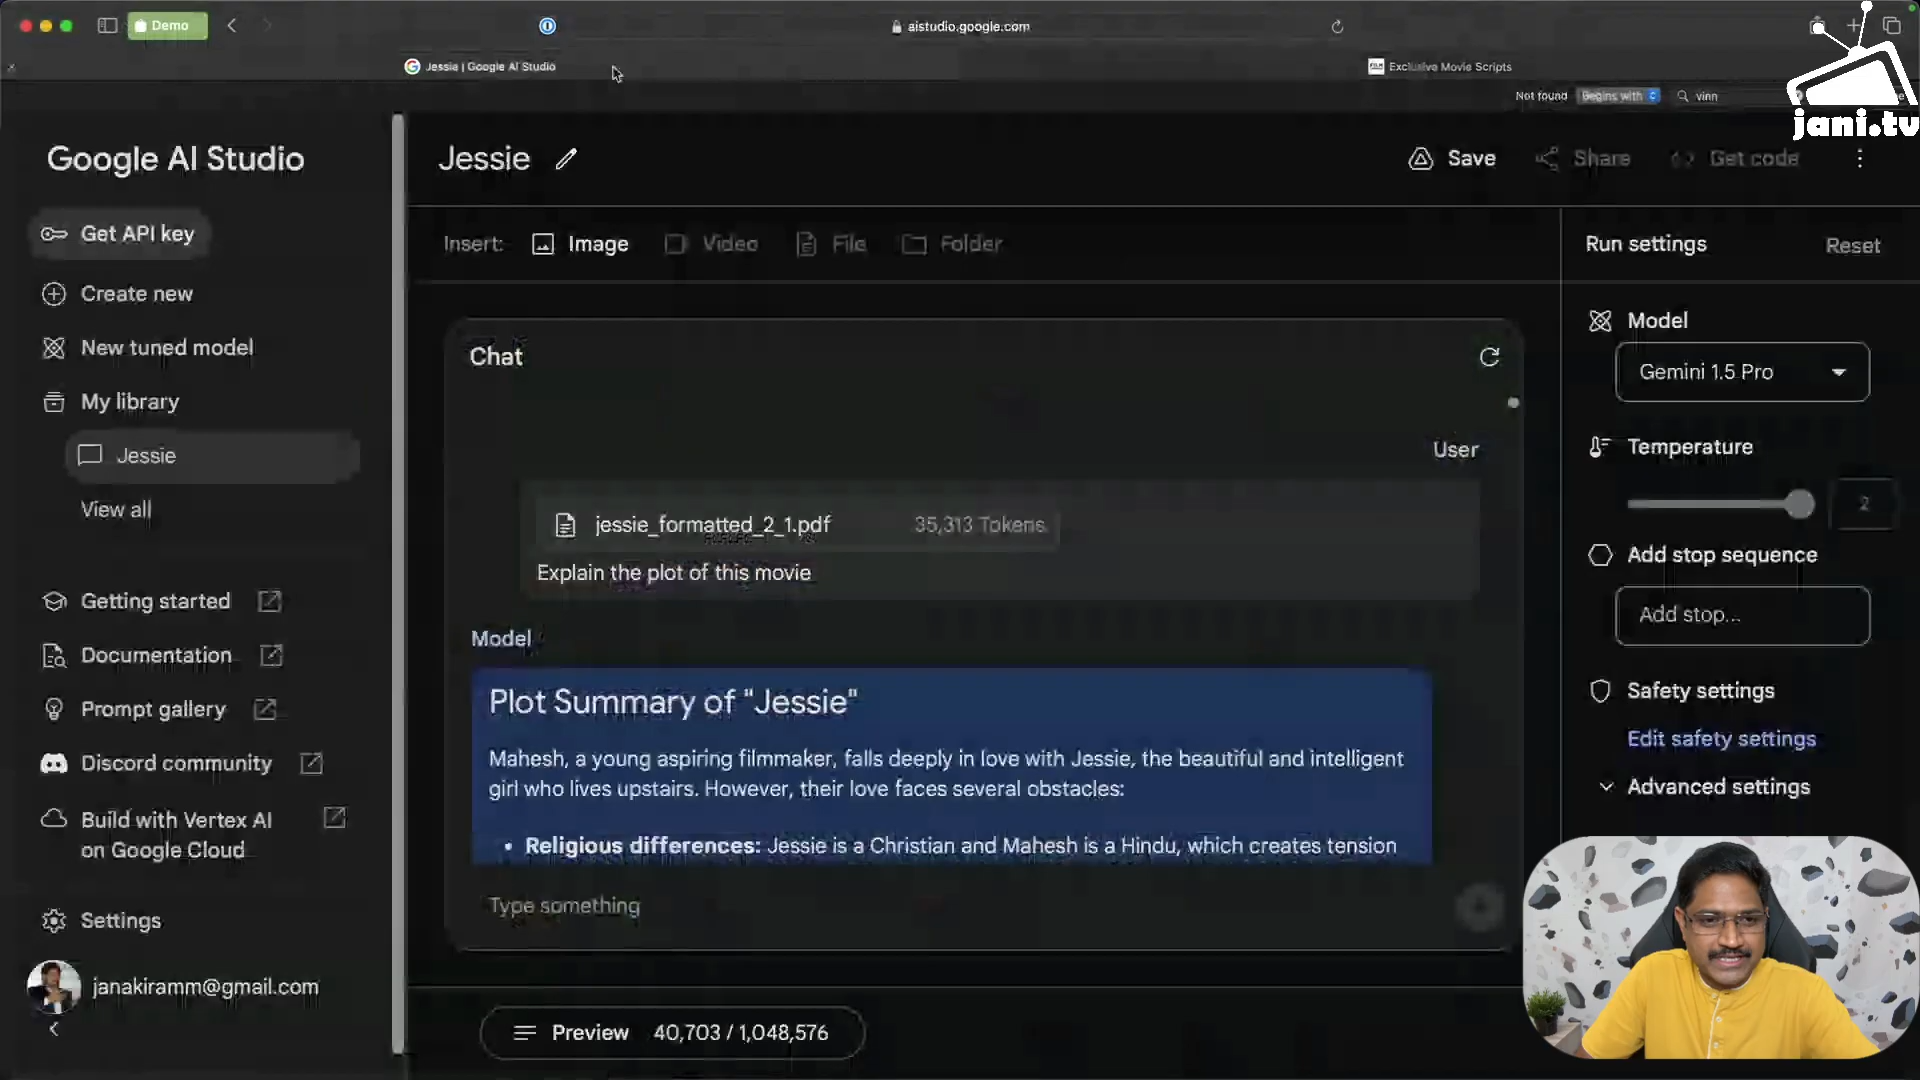 Demo
aistudio.google.com
Jessie | Google AI Studio
Exclusive Movie Scripts
Not found
Begins with
vinn
jani.tv
Google AI Studio
Get API key
Create new
New tuned model
My library
Jessie
View all
Getting started
Documentation
Prompt gallery
Discord community
Build with Vertex AI
on Google Cloud
Settings
janakiramm@gmail.com
Jessie
Save
Share
Get code
Insert:
Image
Video
File
Folder
Chat
User
jessie_formatted_2_1.pdf
35,313 Tokens
Explain the plot of this movie
Model
Plot Summary of "Jessie"
Mahesh, a young aspiring filmmaker, falls deeply in love with Jessie, the beautiful and intelligent
girl who lives upstairs. However, their love faces several obstacles:
• Religious differences: Jessie is a Christian and Mahesh is a Hindu, which creates tension
Type something
Preview
40,703 / 1,048,576
Run settings
Reset
Model
Gemini 1.5 Pro
Temperature
2
Add stop sequence
Add stop...
Safety settings
Edit safety settings
Advanced settings